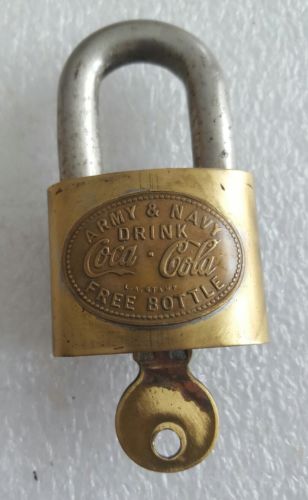 ARMY & NAVY
DRINK
Coca · Cola
FREE BOTTLE